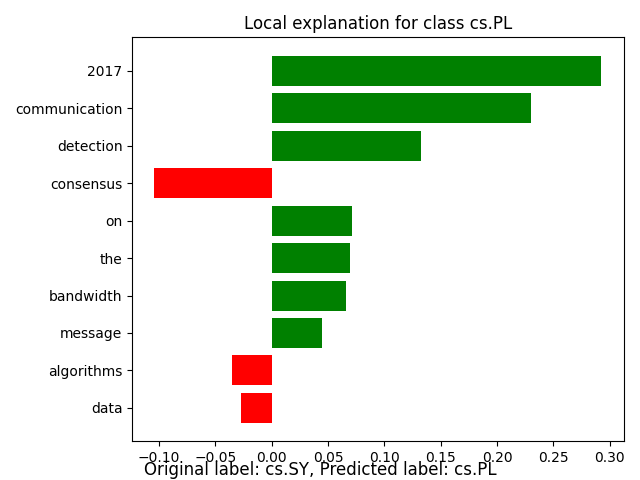 Local explanation for class cs.PL
2017
communication
detection
consensus
on
the
bandwidth
message
algorithms
data
−0.10 −0.05 0.00 0.05 0.10 0.15 0.20 0.25 0.30
Original label: cs.SY, Predicted label: cs.PL